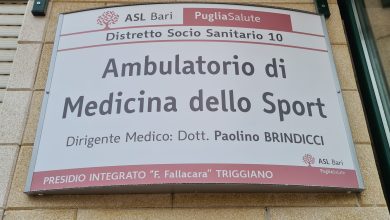 ASL Bari PugliaSalute
Distretto Socio Sanitario 10
Ambulatorio di
Medicina dello Sport
Dirigente Medico: Dott. Paolino BRINDICCI
ASL Bari
PugliaSalute
PRESIDIO INTEGRATO "F. Fallacara" TRIGGIANO